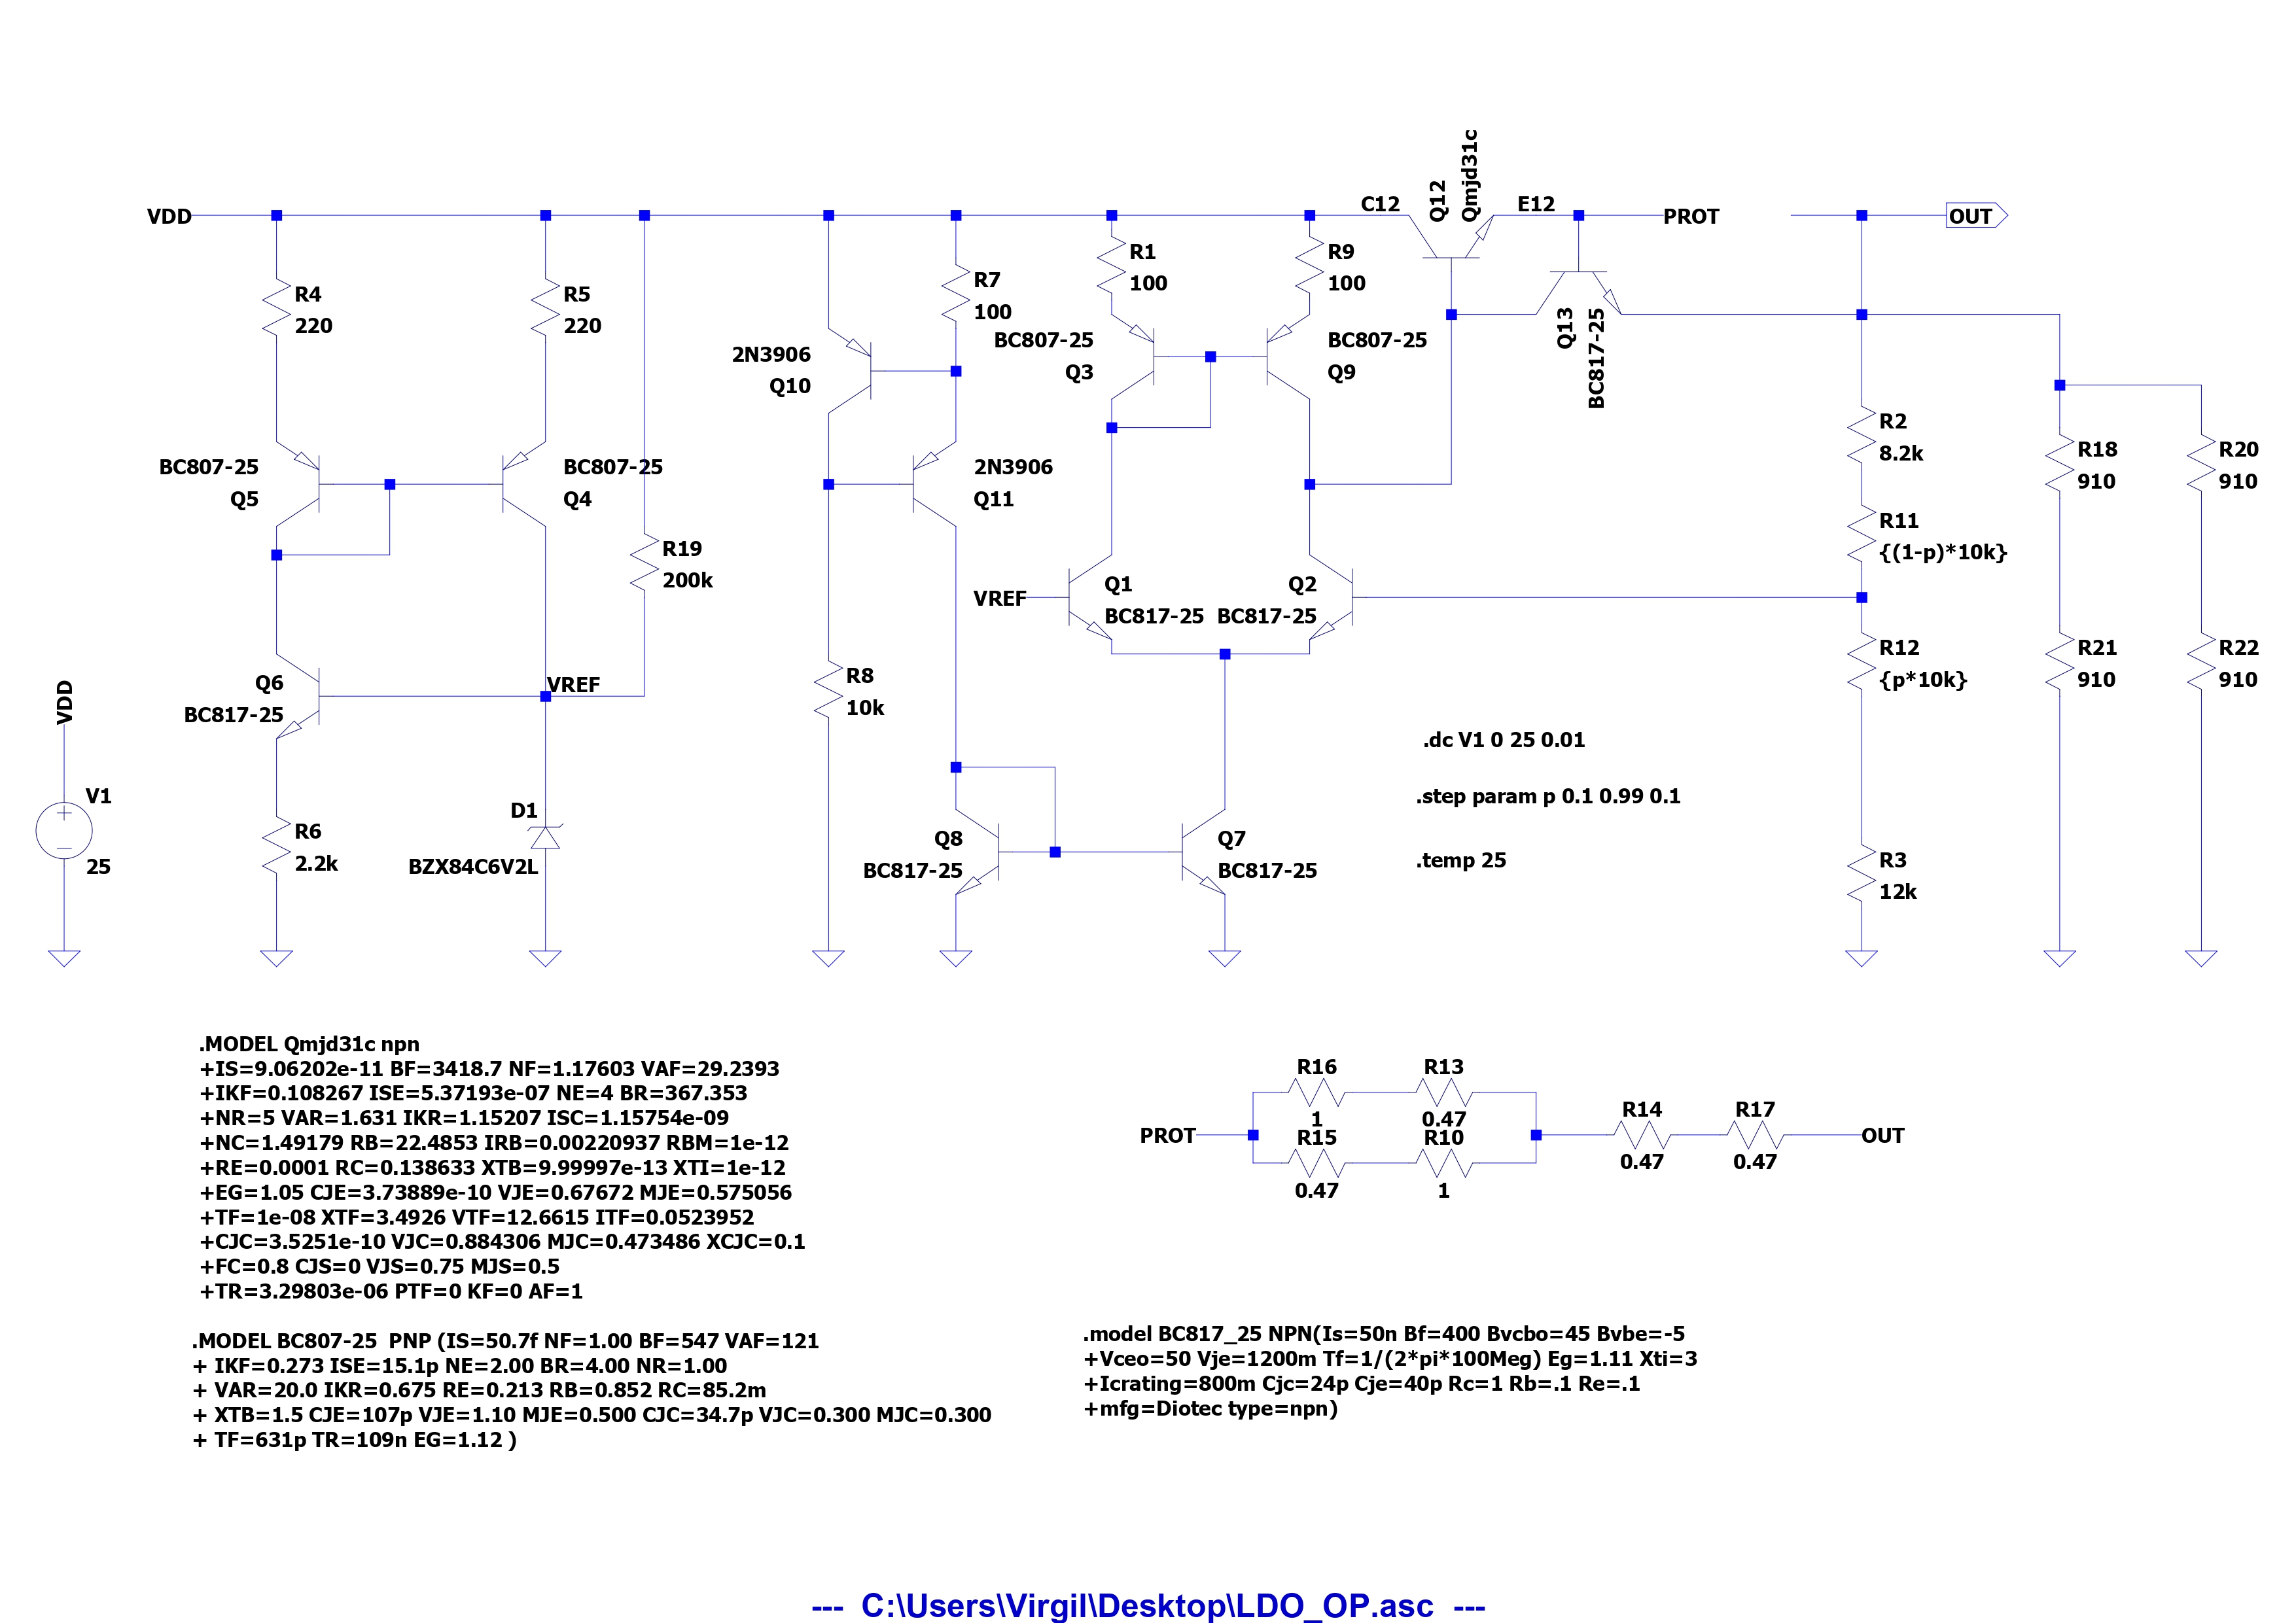 VDD
C12
Q12
Qmjd31c
E12
PROT
OUT
R4
220
R5
220
R7
100
R1
100
R9
100
2N3906
Q10
BC807-25
Q3
BC807-25
Q9
Q13
BC817-25
R2
8.2k
R18
910
R20
910
BC807-25
Q5
BC807-25
Q4
2N3906
Q11
R19
200k
R11
{(1-p)*10k}
VREF
Q1
BC817-25
Q2
BC817-25
R12
{p*10k}
R21
910
R22
910
VDD
Q6
BC817-25
VREF
R8
10k
V1
25
R6
2.2k
D1
BZX84C6V2L
Q8
BC817-25
Q7
BC817-25
.dc V1 0 25 0.01
.step param p 0.1 0.99 0.1
.temp 25
R3
12k
.MODEL Qmjd31c npn
+IS=9.06202e-11 BF=3418.7 NF=1.17603 VAF=29.2393
+IKF=0.108267 ISE=5.37193e-07 NE=4 BR=367.353
+NR=5 VAR=1.631 IKR=1.15207 ISC=1.15754e-09
+NC=1.49179 RB=22.4853 IRB=0.00220937 RBM=1e-12
+RE=0.0001 RC=0.138633 XTB=9.99997e-13 XTI=1e-12
+EG=1.05 CJE=3.73889e-10 VJE=0.67672 MJE=0.575056
+TF=1e-08 XTF=3.4926 VTF=12.6615 ITF=0.0523952
+CJC=3.5251e-10 VJC=0.884306 MJC=0.473486 XCJC=0.1
+FC=0.8 CJS=0 VJS=0.75 MJS=0.5
+TR=3.29803e-06 PTF=0 KF=0 AF=1
PROT
R16
1
R13
0.47
R15
0.47
R10
1
R14
0.47
R17
0.47
OUT
.MODEL BC807-25  PNP (IS=50.7f NF=1.00 BF=547 VAF=121
+ IKF=0.273 ISE=15.1p NE=2.00 BR=4.00 NR=1.00
+ VAR=20.0 IKR=0.675 RE=0.213 RB=0.852 RC=85.2m
+ XTB=1.5 CJE=107p VJE=1.10 MJE=0.500 CJC=34.7p VJC=0.300 MJC=0.300
+ TF=631p TR=109n EG=1.12 )
.model BC817_25 NPN(Is=50n Bf=400 Bvcbo=45 Bvbe=-5
+Vceo=50 Vje=1200m Tf=1/(2*pi*100Meg) Eg=1.11 Xti=3
+Icrating=800m Cjc=24p Cje=40p Rc=1 Rb=.1 Re=.1
+mfg=Diotec type=npn)
--- C:\Users\Virgil\Desktop\LDO_OP.asc ---